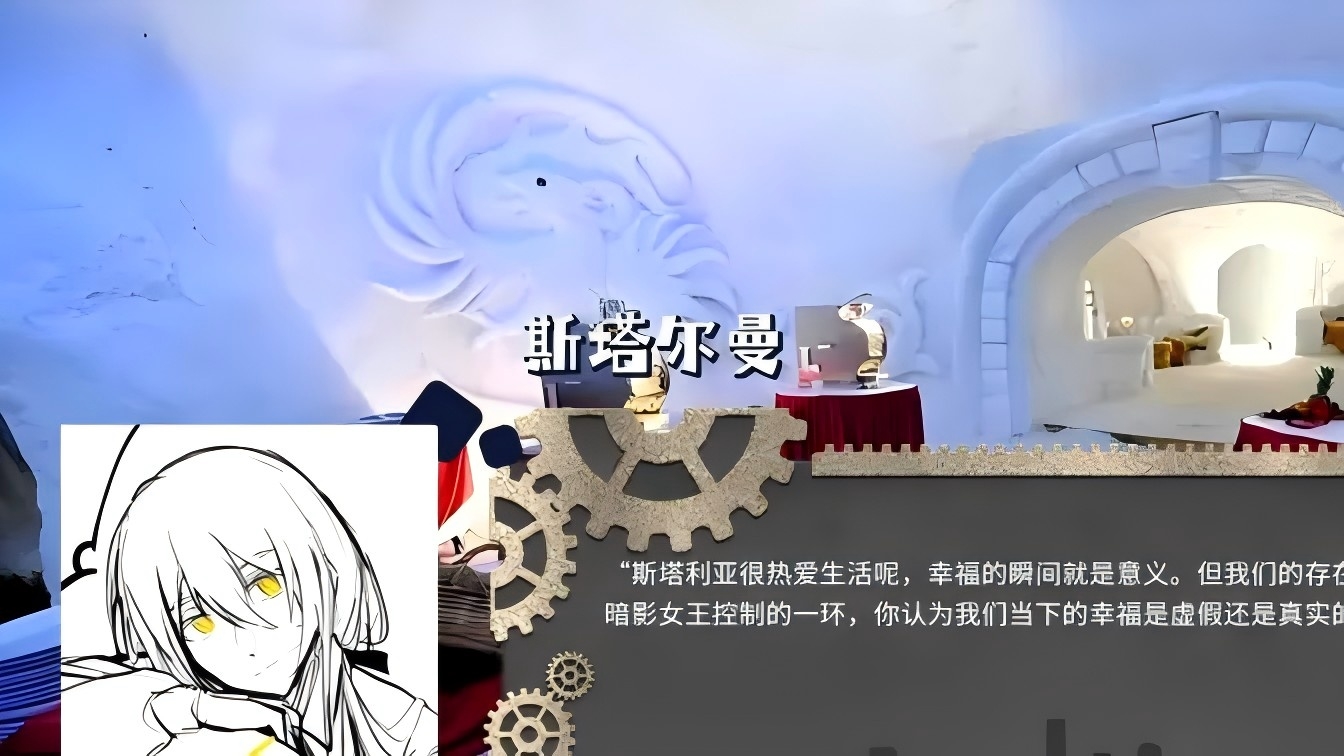 斯塔尔曼
“斯塔利亚很热爱生活呢，幸福的瞬间就是意义。但我们的存在
暗影女王控制的一环，你认为我们当下的幸福是虚假还是真实的